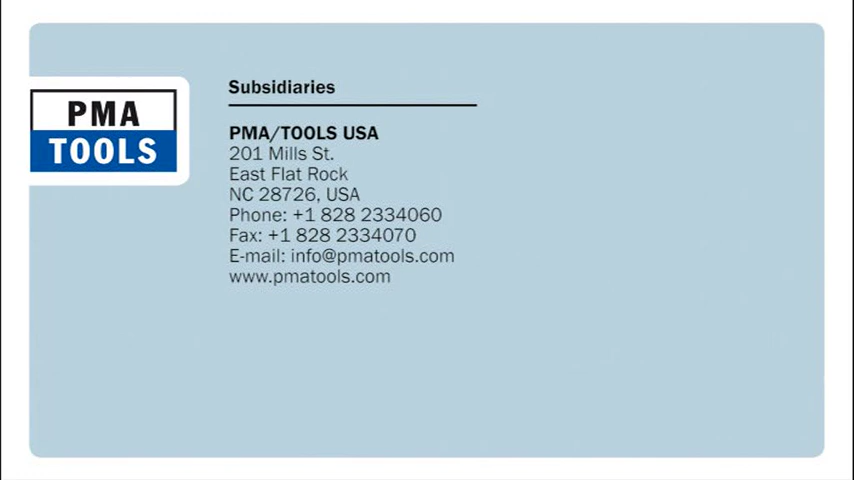 PMA
TOOLS
Subsidiaries
PMA/TOOLS USA
201 Mills St.
East Flat Rock
NC 28726, USA
Phone: +1 828 2334060
Fax: +1 828 2334070
E-mail: info@pmatools.com
www.pmatools.com